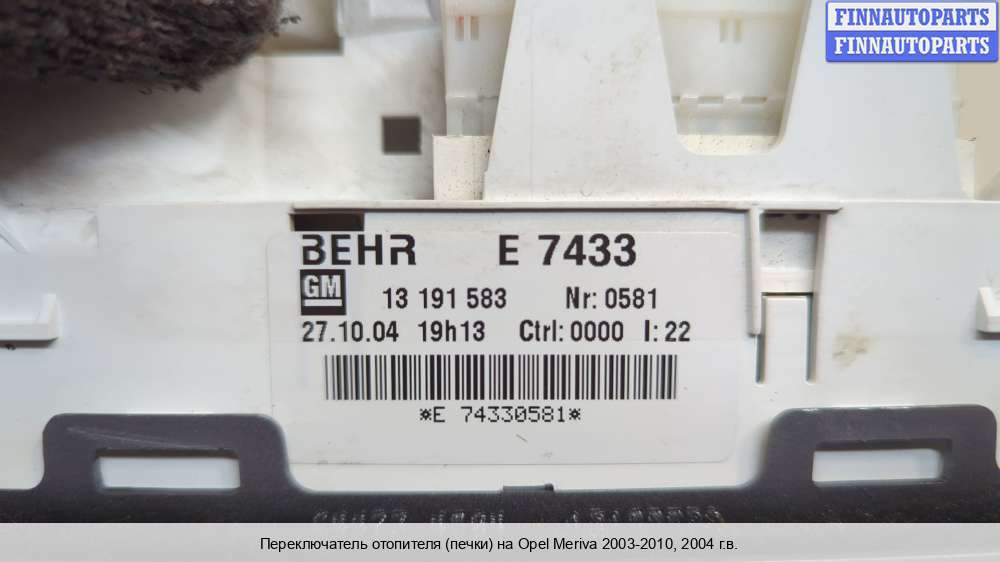 FINNAUTOPARTS
FINNAUTOPARTS
BEHR E 7433
GM 13 191 583 Nr: 0581
27.10.04 19h13 Ctrl: 0000 I: 22
*E 74330581*
Переключатель отопителя (печки) на Opel Meriva 2003-2010, 2004 г.в.